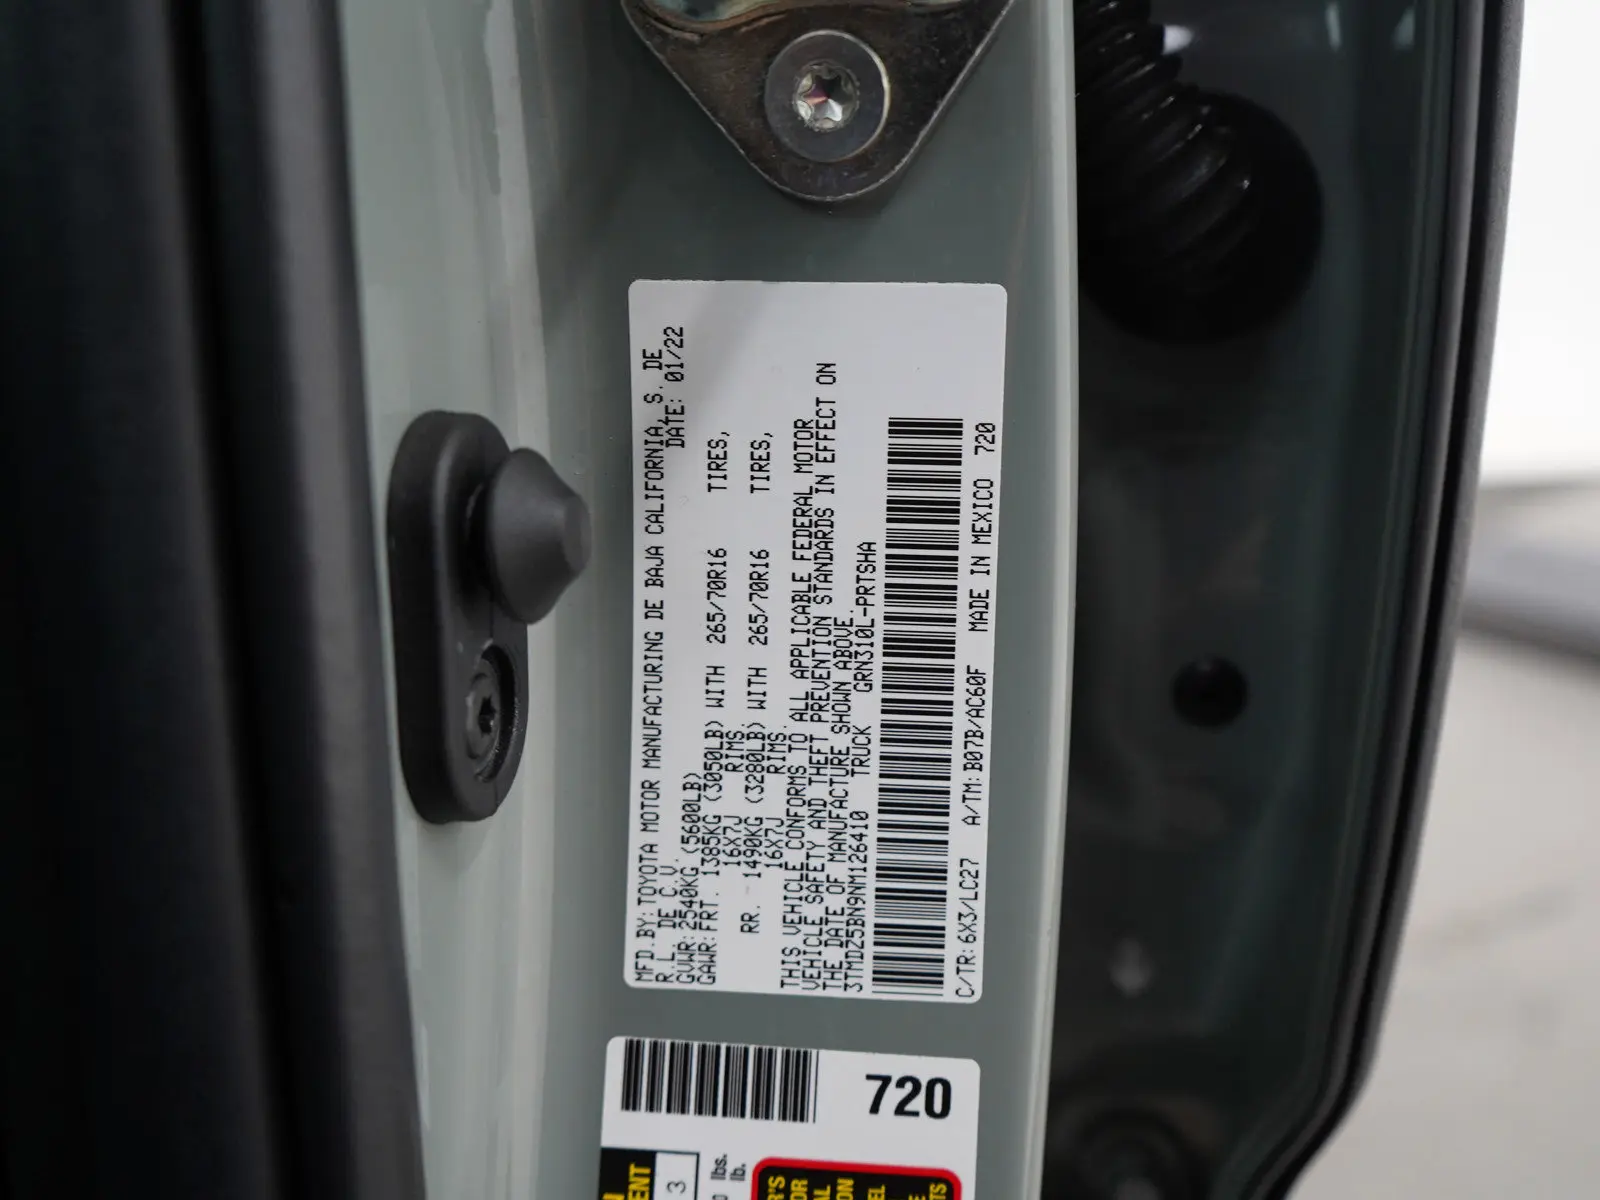 MFD.BY:TOYOTA MOTOR MANUFACTURING DE BAJA CALIFORNIA,S. DE
R.L. DE C.V. DATE: 01/22
GVWR:2540KG (5600LB)
GAWR:FRT. 1385KG (3050LB) WITH 265/70R16 TIRES,
16X7J RIMS.
RR. 1490KG (3280LB) WITH 265/70R16 TIRES,
16X7J RIMS.
THIS VEHICLE CONFORMS TO ALL APPLICABLE FEDERAL MOTOR
VEHICLE SAFETY AND THEFT PREVENTION STANDARDS IN EFFECT ON
THE DATE OF MANUFACTURE SHOWN ABOVE.
3TMDZ5BN9NM126410 TRUCK GRN310L-PRTSHA
C/TR:6X3/LC27 A/TM:B07B/AC60F MADE IN MEXICO 720
720
3
lbs.
lb.